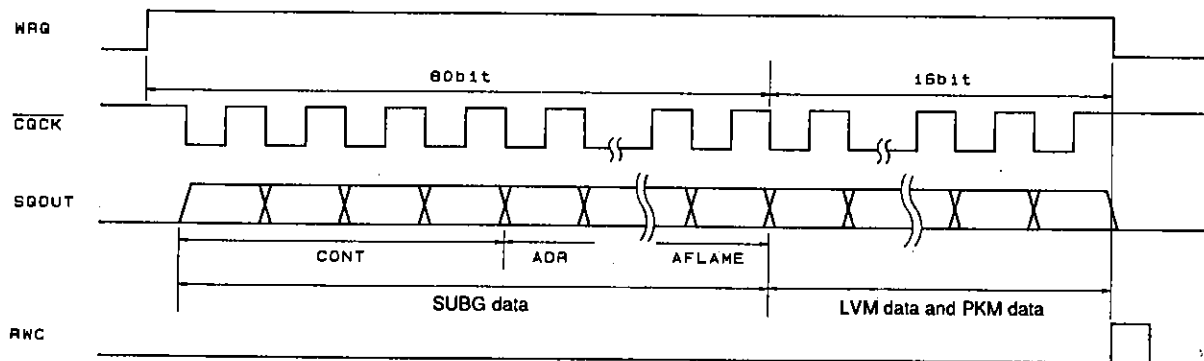 WRQ
80bit
16bit
CQCK
SQOUT
CONT
ADR
AFLAME
SUBG data
LVM data and PKM data
RWC